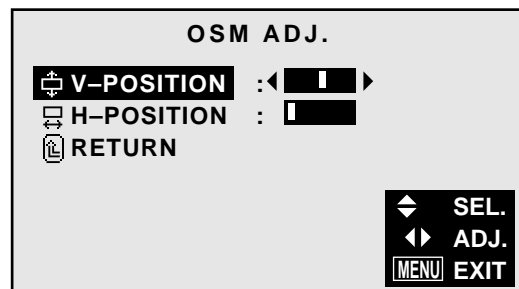 OSM ADJ.
V–POSITION :
H–POSITION :
RETURN
SEL.
ADJ.
MENU EXIT